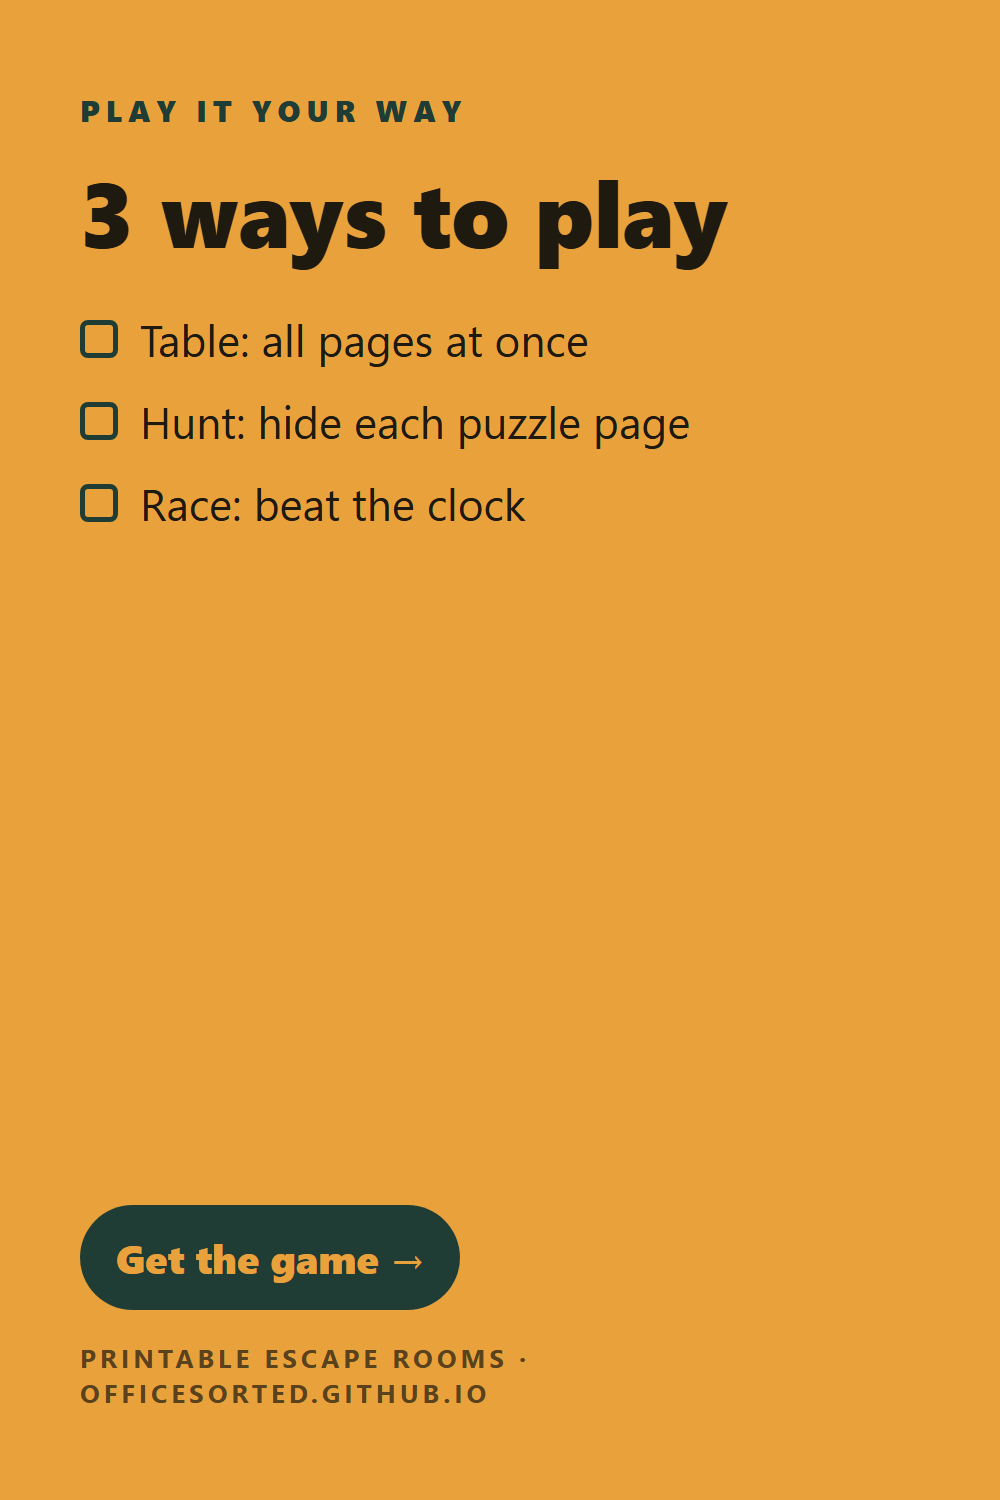 PLAY IT YOUR WAY
3 ways to play
Table: all pages at once
Hunt: hide each puzzle page
Race: beat the clock
Get the game →
PRINTABLE ESCAPE ROOMS ·
OFFICESORTED.GITHUB.IO